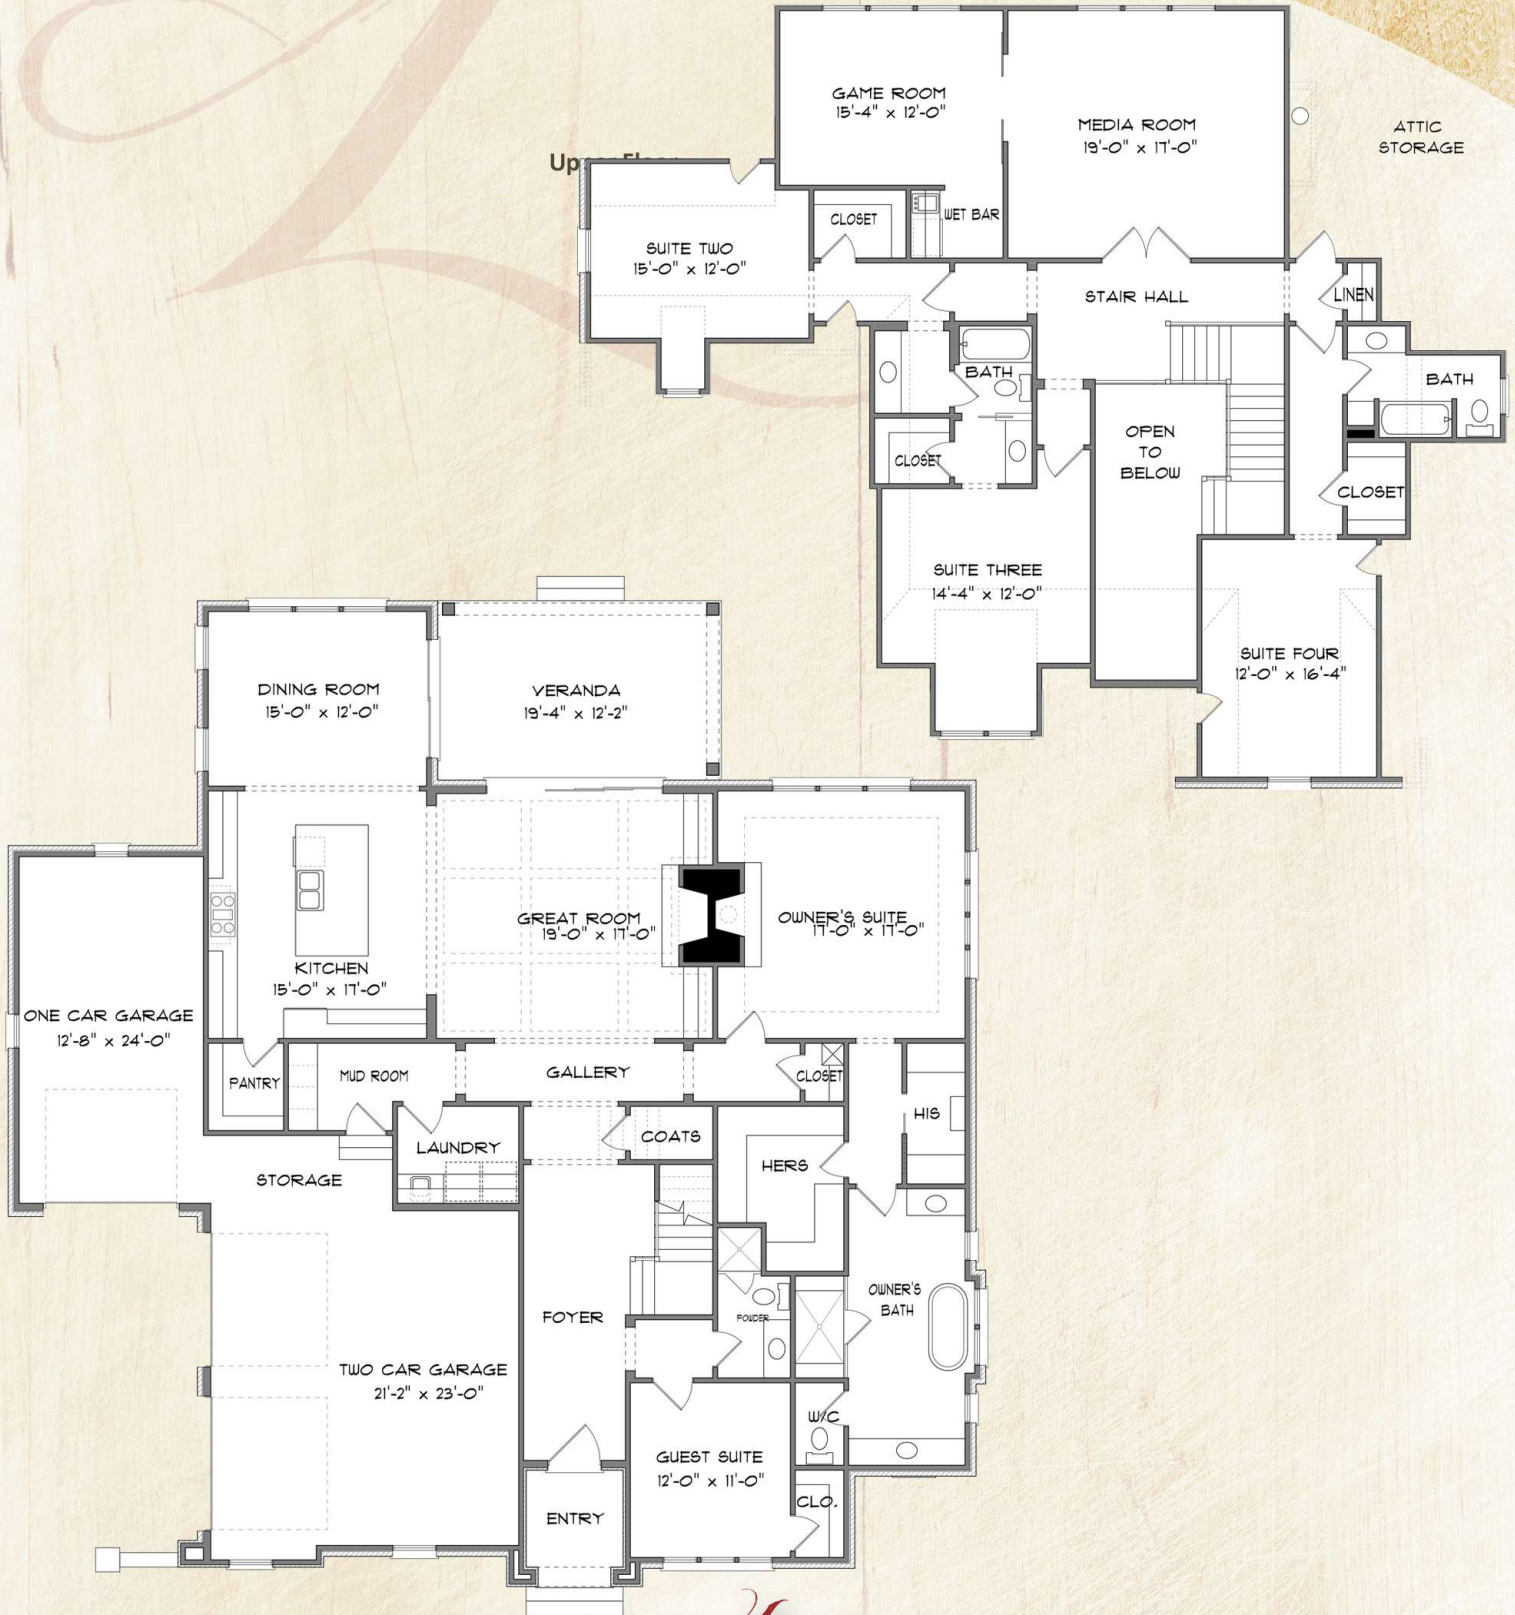 GAME ROOM
15'-4" x 12'-0"
MEDIA ROOM
19'-0" x 17'-0"
ATTIC
STORAGE
SUITE TWO
15'-0" x 12'-0"
CLOSET
WET BAR
STAIR HALL
LINEN
BATH
BATH
CLOSET
OPEN
TO
BELOW
CLOSET
SUITE THREE
14'-4" x 12'-0"
SUITE FOUR
12'-0" x 16'-4"
DINING ROOM
15'-0" x 12'-0"
VERANDA
19'-4" x 12'-2"
GREAT ROOM
19'-0" x 17'-0"
OWNER'S SUITE
17'-0" x 17'-0"
KITCHEN
15'-0" x 17'-0"
ONE CAR GARAGE
12'-8" x 24'-0"
PANTRY
MUD ROOM
GALLERY
CLOSET
LAUNDRY
COATS
HIS
HERS
STORAGE
FOYER
POWDER
OWNER'S
BATH
TWO CAR GARAGE
21'-2" x 23'-0"
W/C
GUEST SUITE
12'-0" x 11'-0"
CLO.
ENTRY